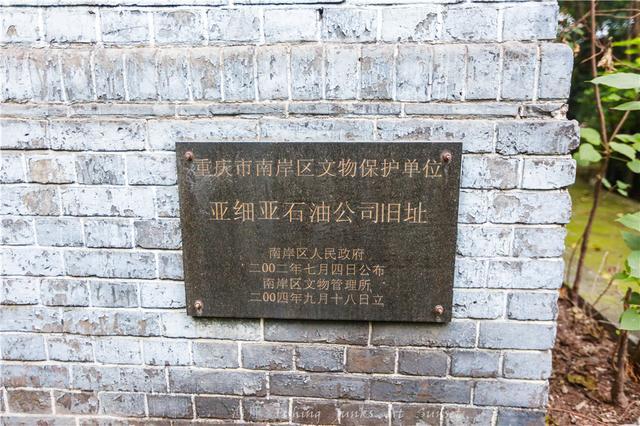 重庆市南岸区文物保护单位
亚细亚石油公司旧址
南岸区人民政府
二00二年七月四日公布
南岸区文物管理所
二00四年九月十八日立